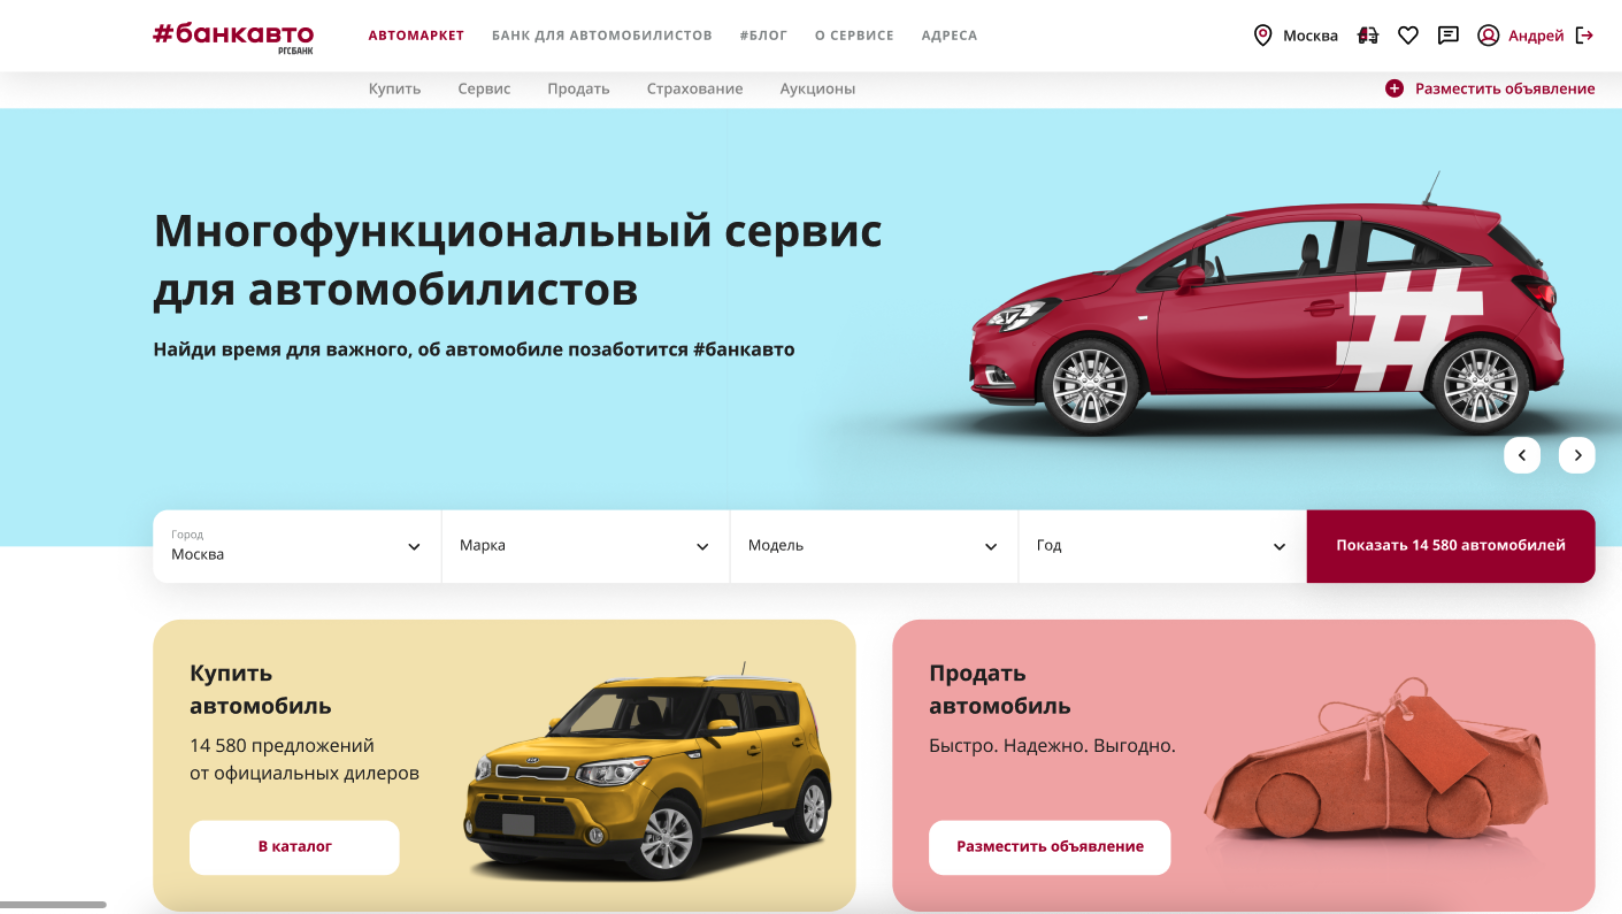 #банкавто
РГСБАНК
АВТОМАРКЕТ
БАНК ДЛЯ АВТОМОБИЛИСТОВ
#БЛОГ
О СЕРВИСЕ
АДРЕСА
Москва
Андрей
Купить
Сервис
Продать
Страхование
Аукционы
Разместить объявление
Многофункциональный сервис
для автомобилистов
Найди время для важного, об автомобиле позаботится #банкавто
#
Город
Москва
Марка
Модель
Год
Показать 14 580 автомобилей
Купить
автомобиль
14 580 предложений
от официальных дилеров
В каталог
Продать
автомобиль
Быстро. Надежно. Выгодно.
Разместить объявление